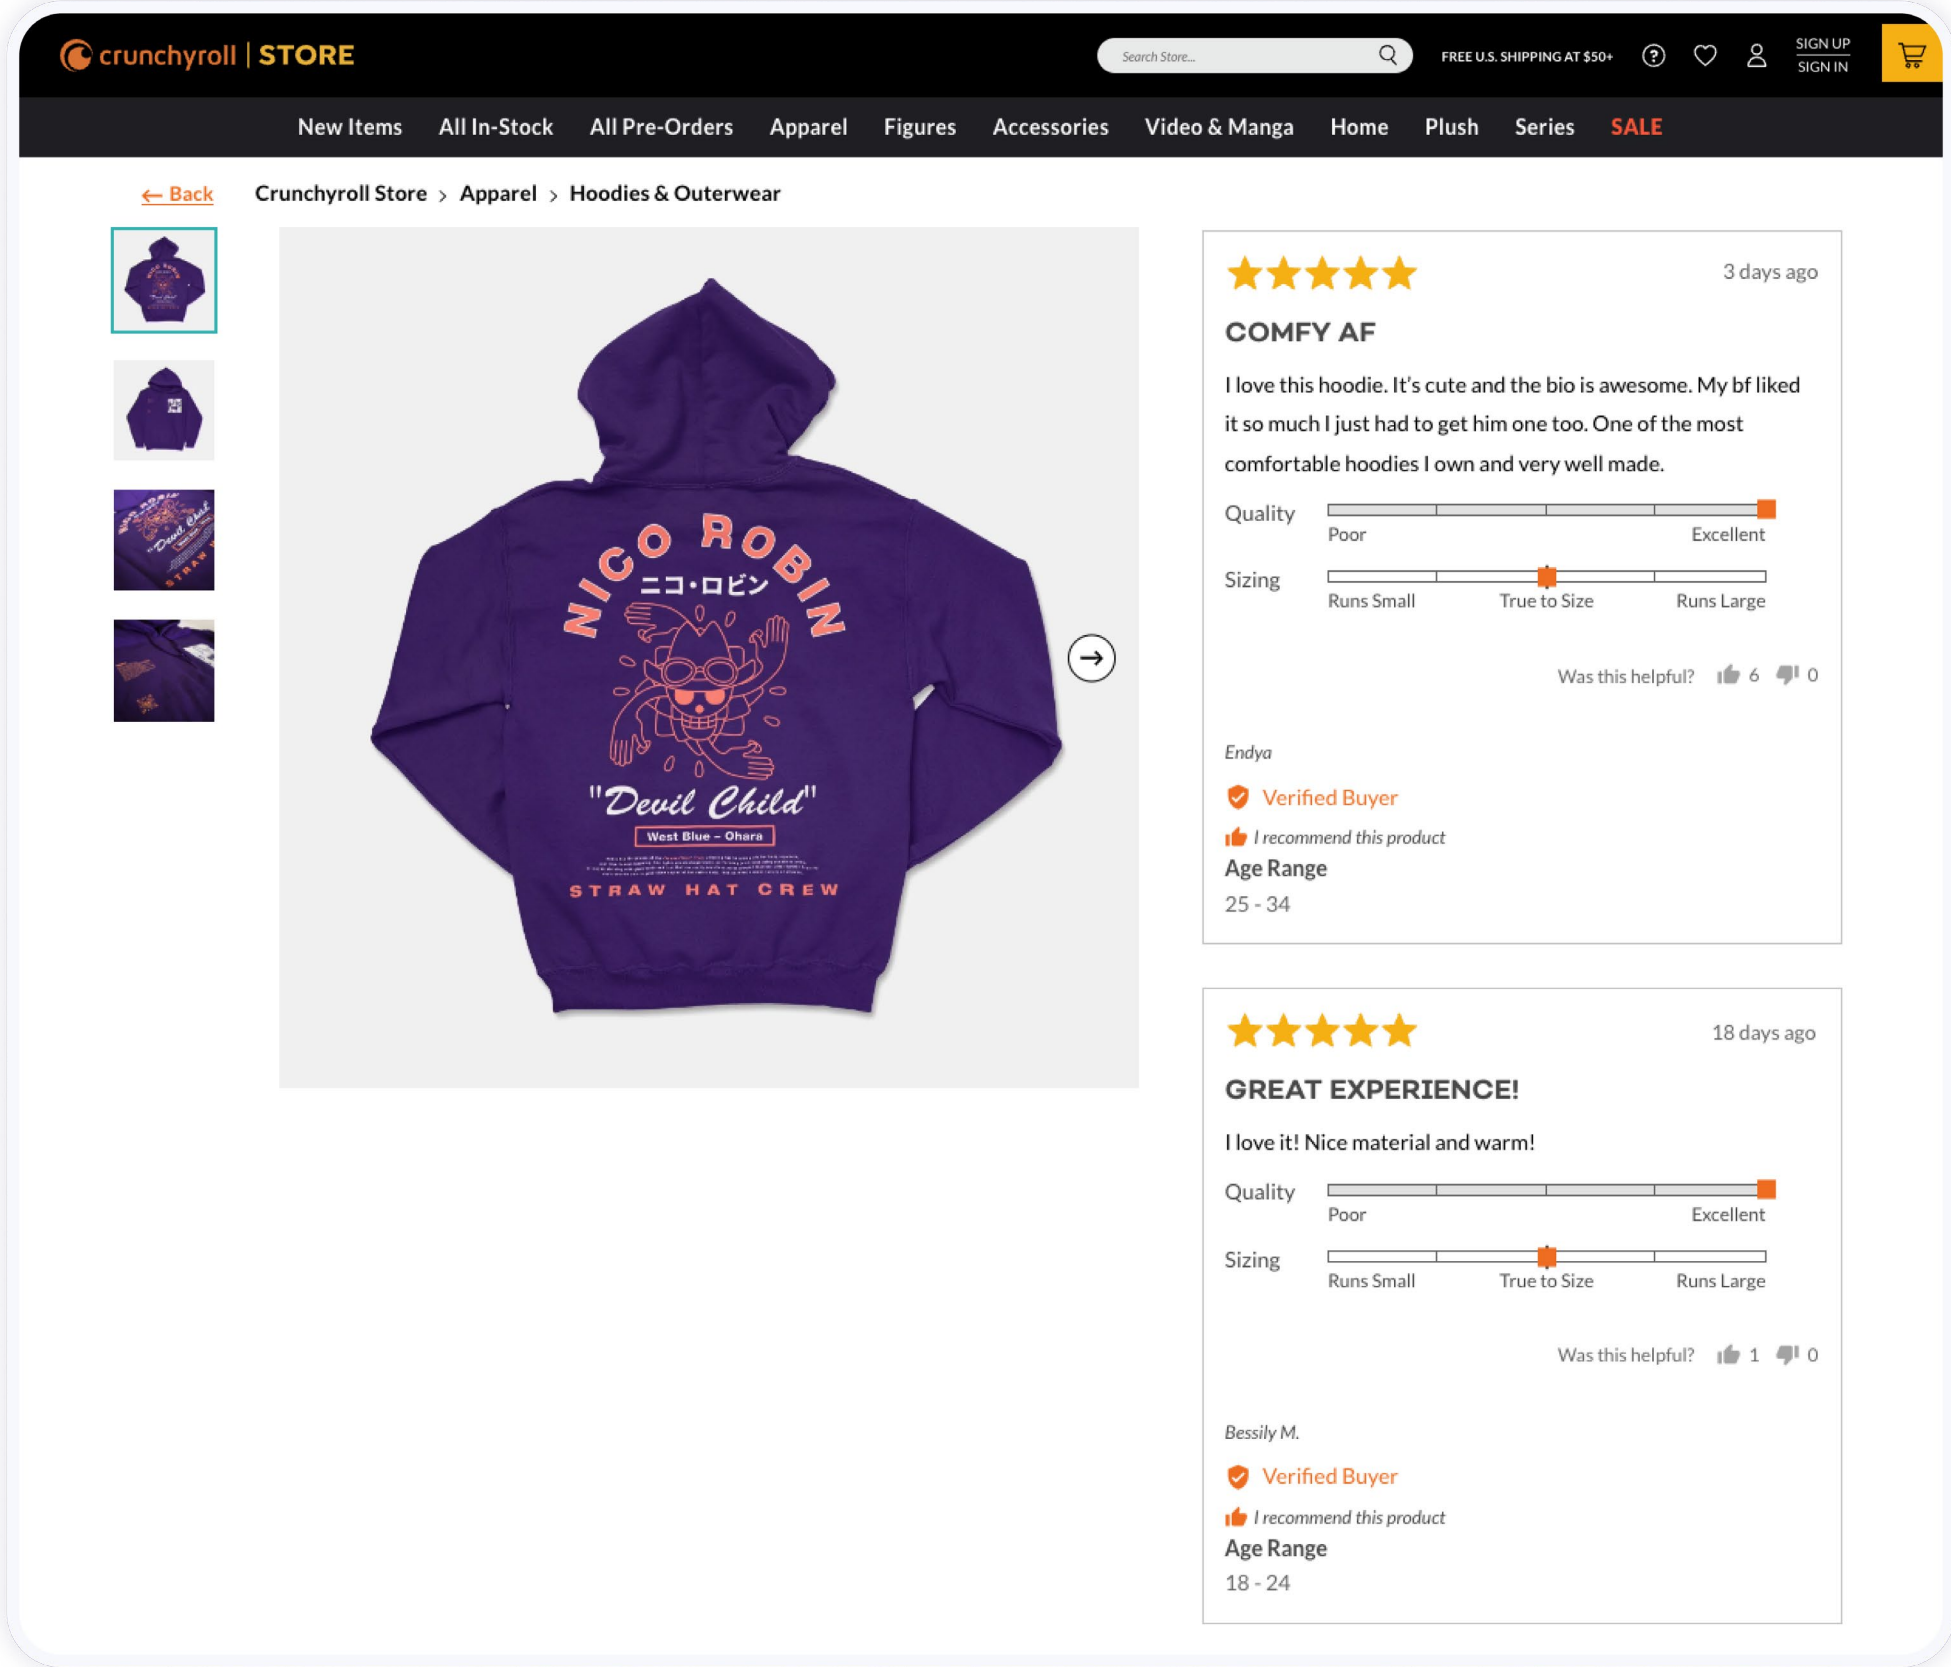 crunchyroll | STORE
Search Store...
FREE U.S. SHIPPING AT $50+
SIGN UP
SIGN IN
New Items All In-Stock All Pre-Orders Apparel Figures Accessories Video & Manga Home Plush Series SALE
← Back
Crunchyroll Store > Apparel > Hoodies & Outerwear
NICO ROBIN
ニコ・ロビン
"Devil Child"
West Blue – Ohara
STRAW HAT CREW
3 days ago
COMFY AF
I love this hoodie. It's cute and the bio is awesome. My bf liked
it so much I just had to get him one too. One of the most
comfortable hoodies I own and very well made.
Quality
Poor Excellent
Sizing
Runs Small True to Size Runs Large
Was this helpful? 6 0
Endya
Verified Buyer
I recommend this product
Age Range
25 - 34
18 days ago
GREAT EXPERIENCE!
I love it! Nice material and warm!
Quality
Poor Excellent
Sizing
Runs Small True to Size Runs Large
Was this helpful? 1 0
Bessily M.
Verified Buyer
I recommend this product
Age Range
18 - 24